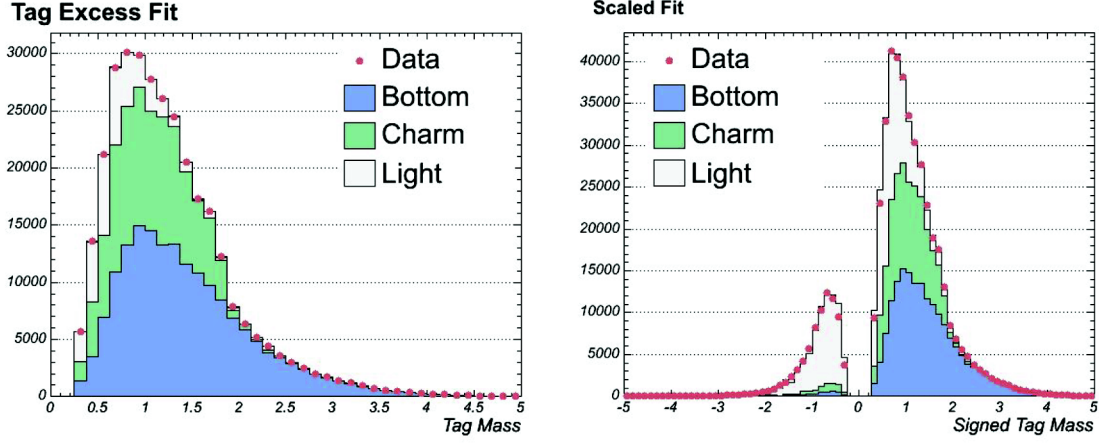 Tag Excess Fit
30000
25000
20000
15000
10000
5000
0
0 0.5 1 1.5 2 2.5 3 3.5 4 4.5 5
Tag Mass
Data
Bottom
Charm
Light
Scaled Fit
40000
35000
30000
25000
20000
15000
10000
5000
0
-5 -4 -3 -2 -1 0 1 2 3 4 5
Signed Tag Mass
Data
Bottom
Charm
Light